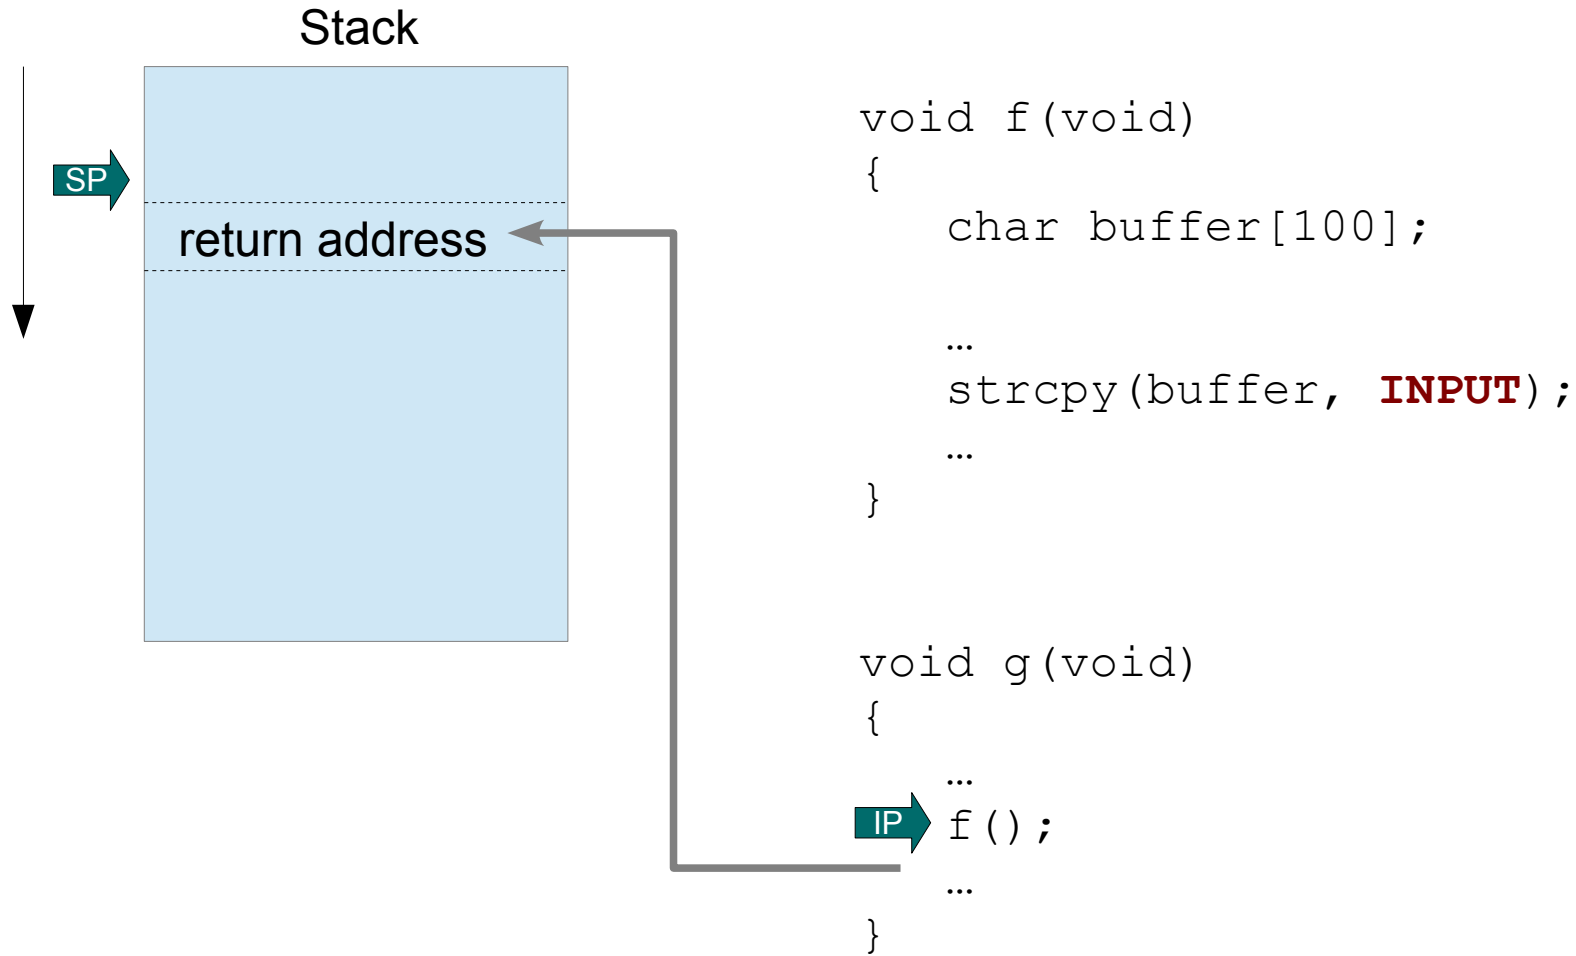 Stack
SP
return address
void f(void)
{
char buffer[100];
…
strcpy(buffer, INPUT);
…
}
void g(void)
{
…
IP
f();
…
}